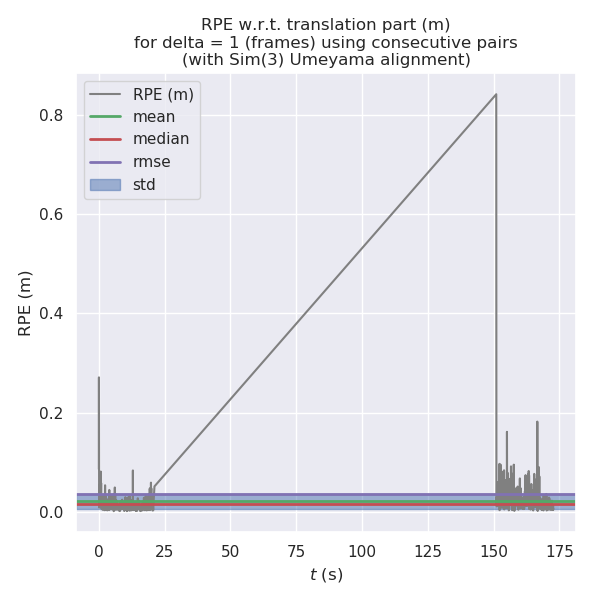 RPE w.r.t. translation part (m)
for delta = 1 (frames) using consecutive pairs
(with Sim(3) Umeyama alignment)
RPE (m)
mean
median
rmse
std
0.8
0.6
0.4
0.2
0.0
RPE (m)
0 25 50 75 100 125 150 175
t (s)